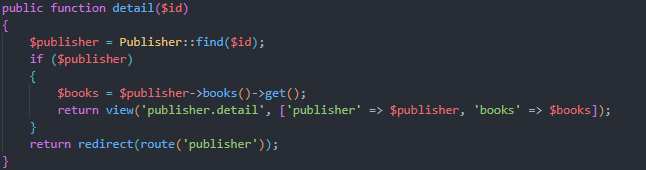 public function detail($id)
{
    $publisher = Publisher::find($id);
    if ($publisher)
    {
        $books = $publisher->books()->get();
        return view('publisher.detail', ['publisher' => $publisher, 'books' => $books]);
    }
    return redirect(route('publisher'));
}